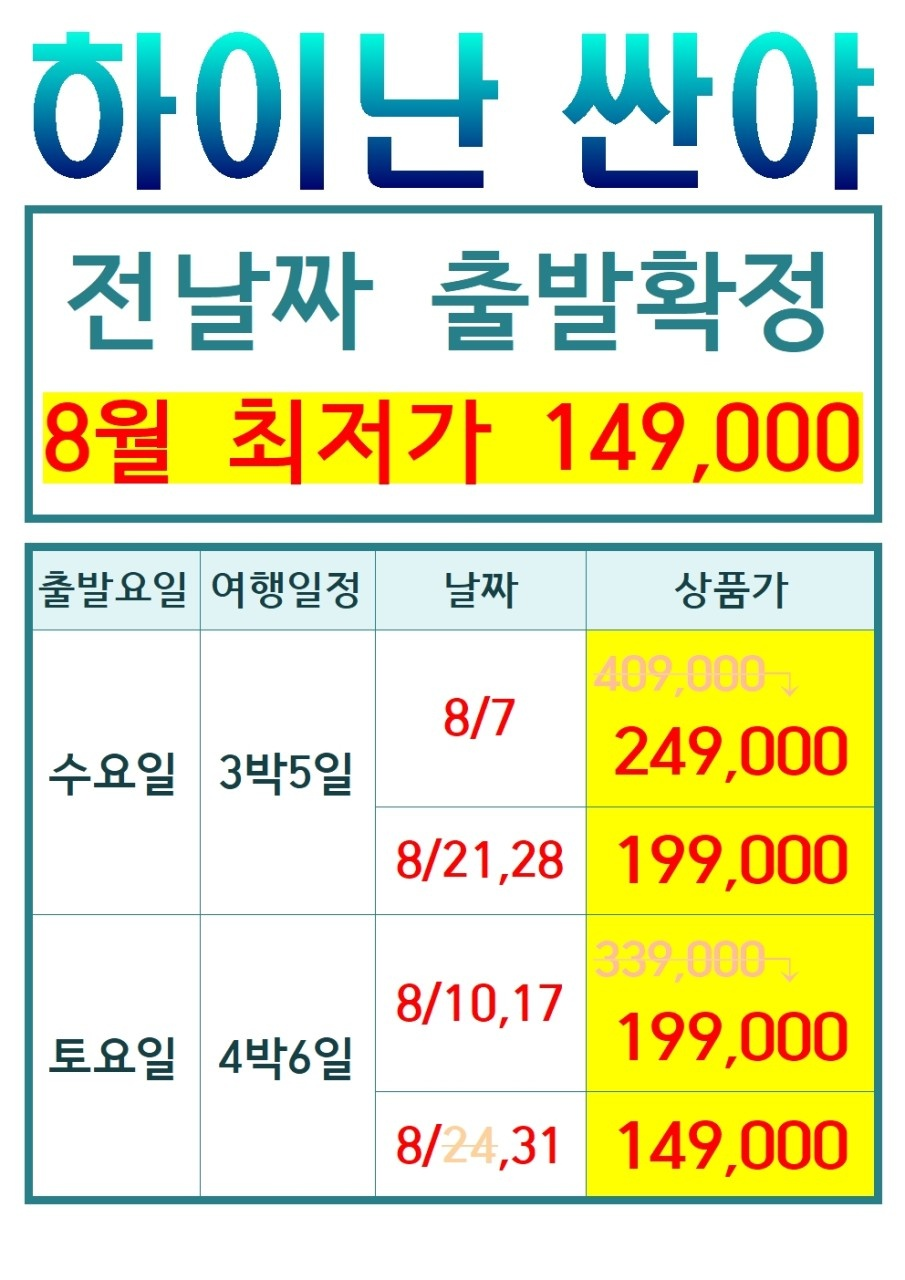 하이난 싼야
전날짜 출발확정
8월 최저가 149,000
출발요일 여행일정 날짜 상품가
수요일 3박5일 8/7 409,000
249,000
8/21,28 199,000
토요일 4박6일 8/10,17 339,000
199,000
8/24,31 149,000